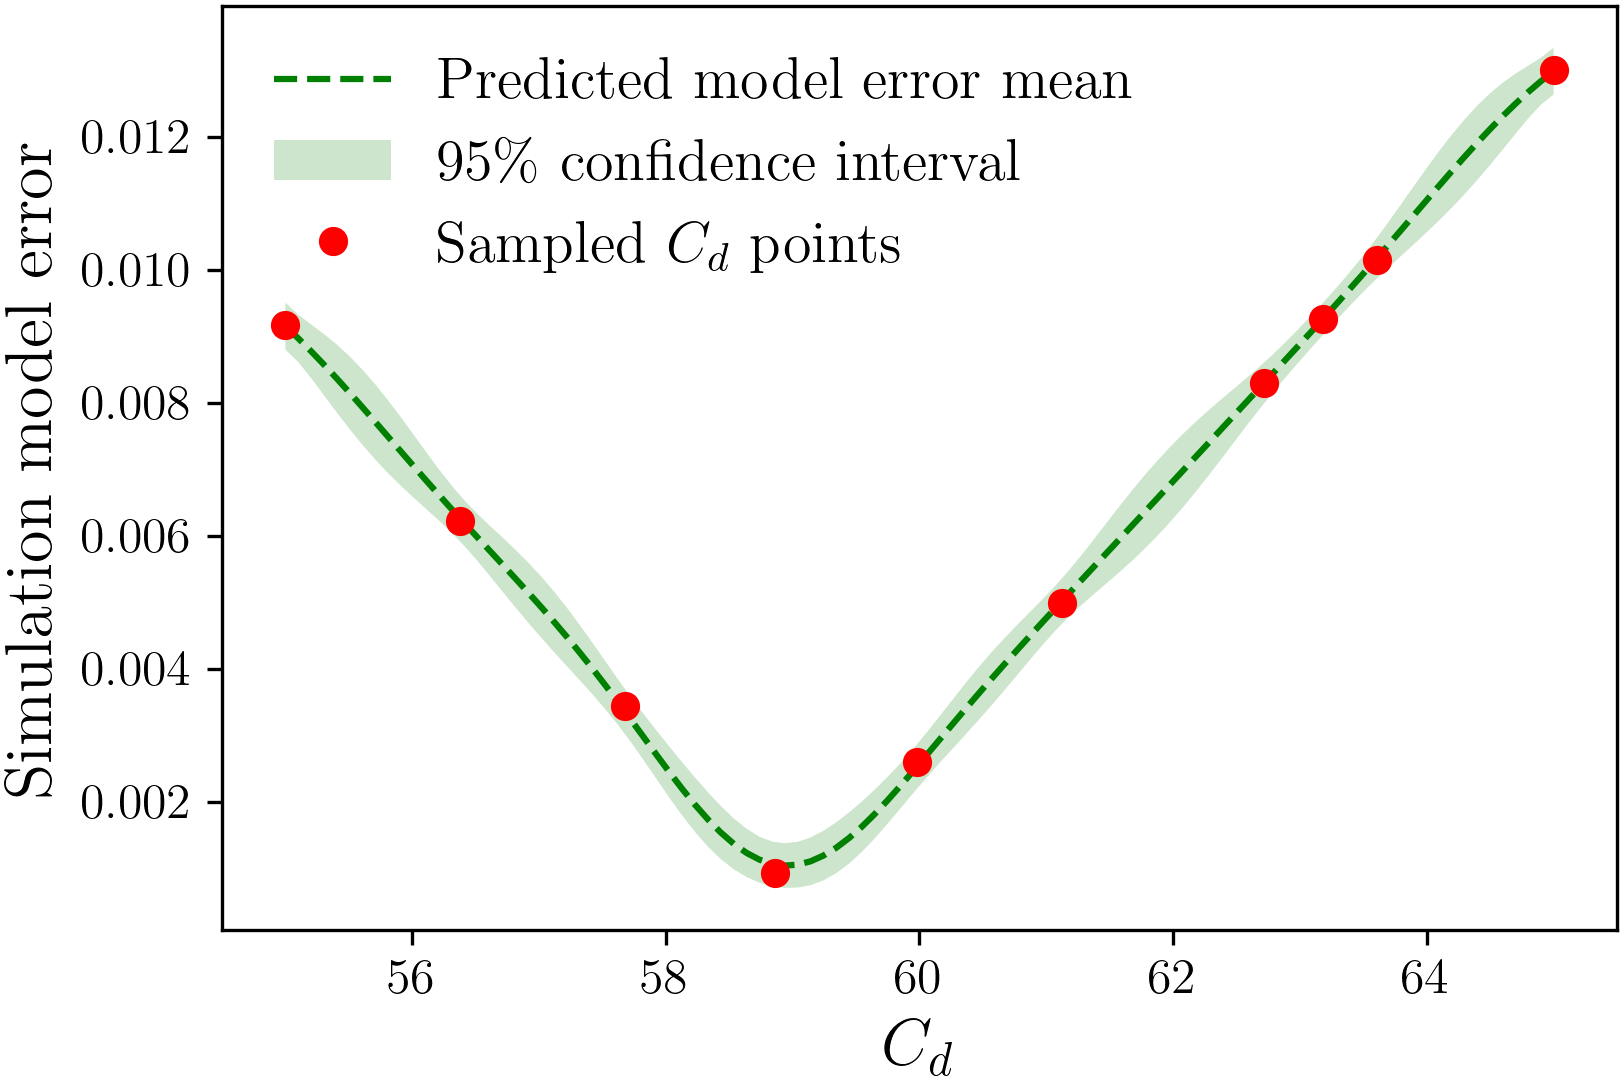 Predicted model error mean
95% confidence interval
Sampled C_d points
Simulation model error
0.012
0.010
0.008
0.006
0.004
0.002
56 58 60 62 64
C_d